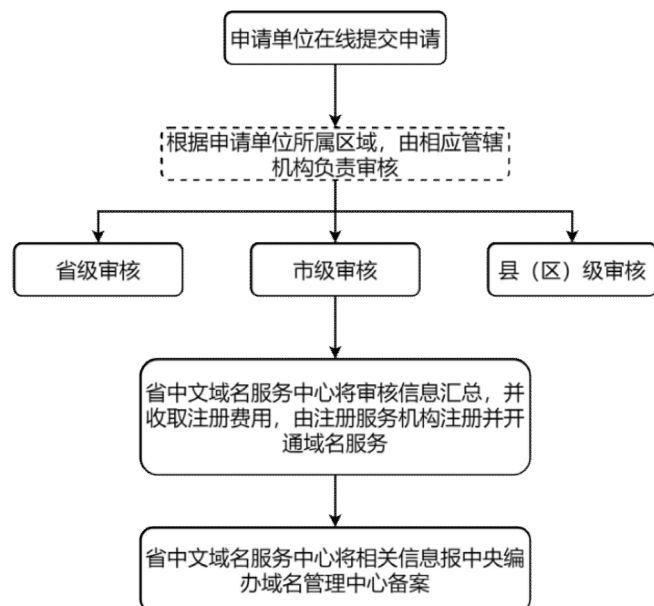 申请单位在线提交申请
根据申请单位所属区域，由相应管辖
机构负责审核
省级审核
市级审核
县（区）级审核
省中文域名服务中心将审核信息汇总，并
收取注册费用，由注册服务机构注册并开
通域名服务
省中文域名服务中心将相关信息报中央编
办域名管理中心备案